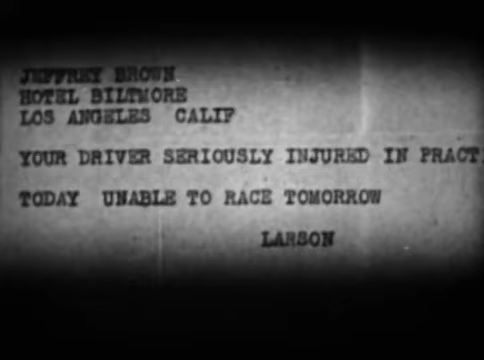 JEFFREY BROWN
HOTEL BILTMORE
LOS ANGELES CALIF
YOUR DRIVER SERIOUSLY INJURED IN PRACT
TODAY UNABLE TO RACE TOMORROW
LARSON